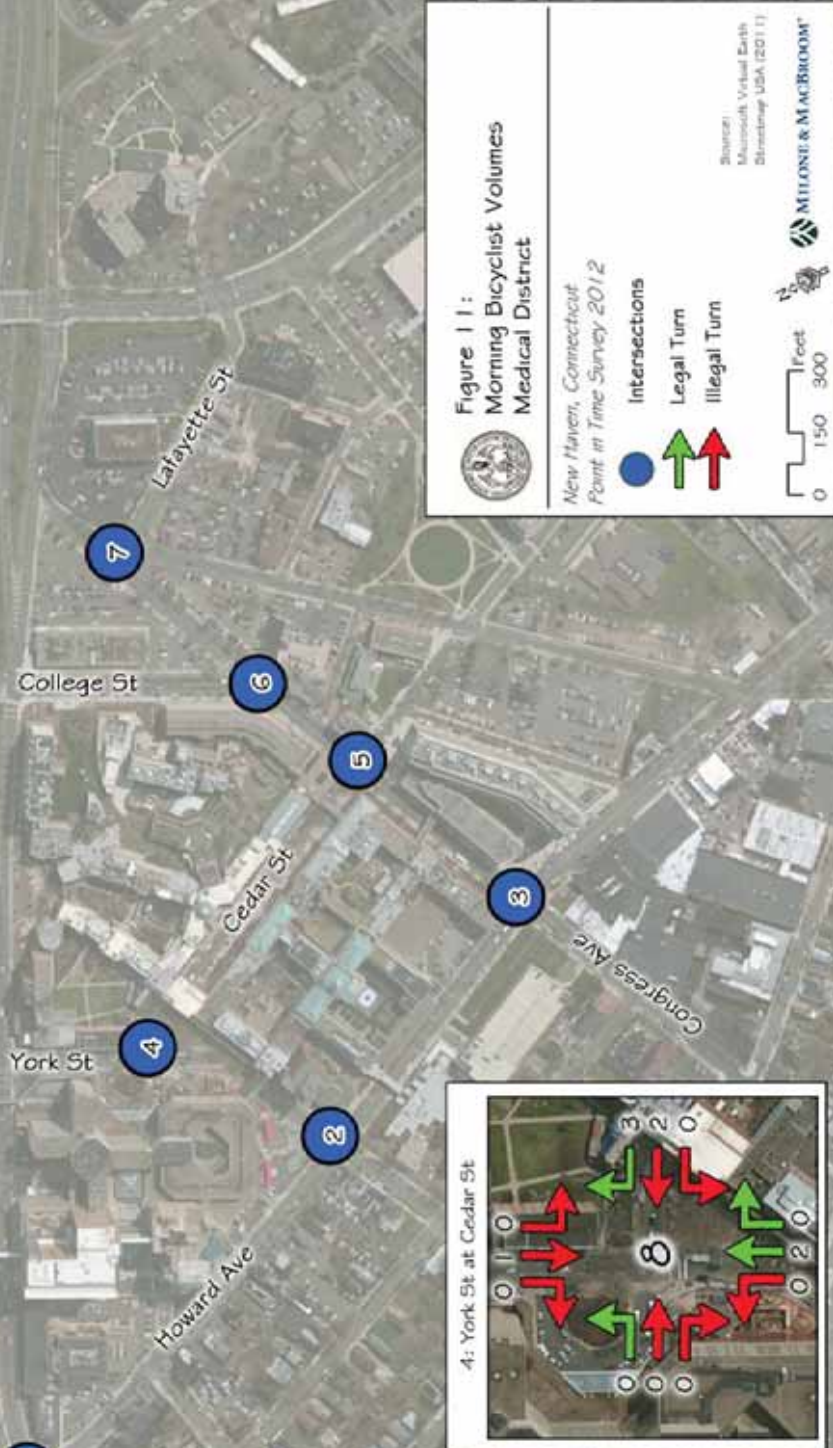 Lafayette St
7
College St
6
5
Cedar St
3
Congress Ave
York St
4
2
Howard Ave
Figure 11:
Morning Bicyclist Volumes
Medical District
New Haven, Connecticut
Point in Time Survey 2012
Intersections
Legal Turn
Illegal Turn
Source:
Microsoft Virtual Earth
Streetmap USA (2011)
0 150 300 Feet
N
MILONE & MACBROOM®
4: York St at Cedar St
0 1 0
3
2
0
8
0
0
0
0 2 0